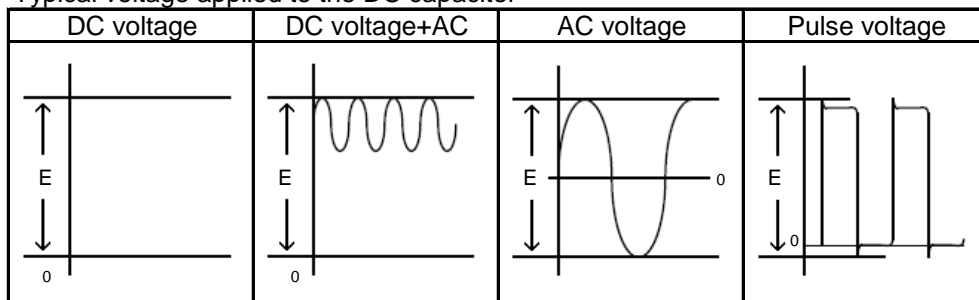 Typical voltage applied to the DC capacitor
DC voltage
DC voltage+AC
AC voltage
Pulse voltage
E
0
E
0
E
0
E
0